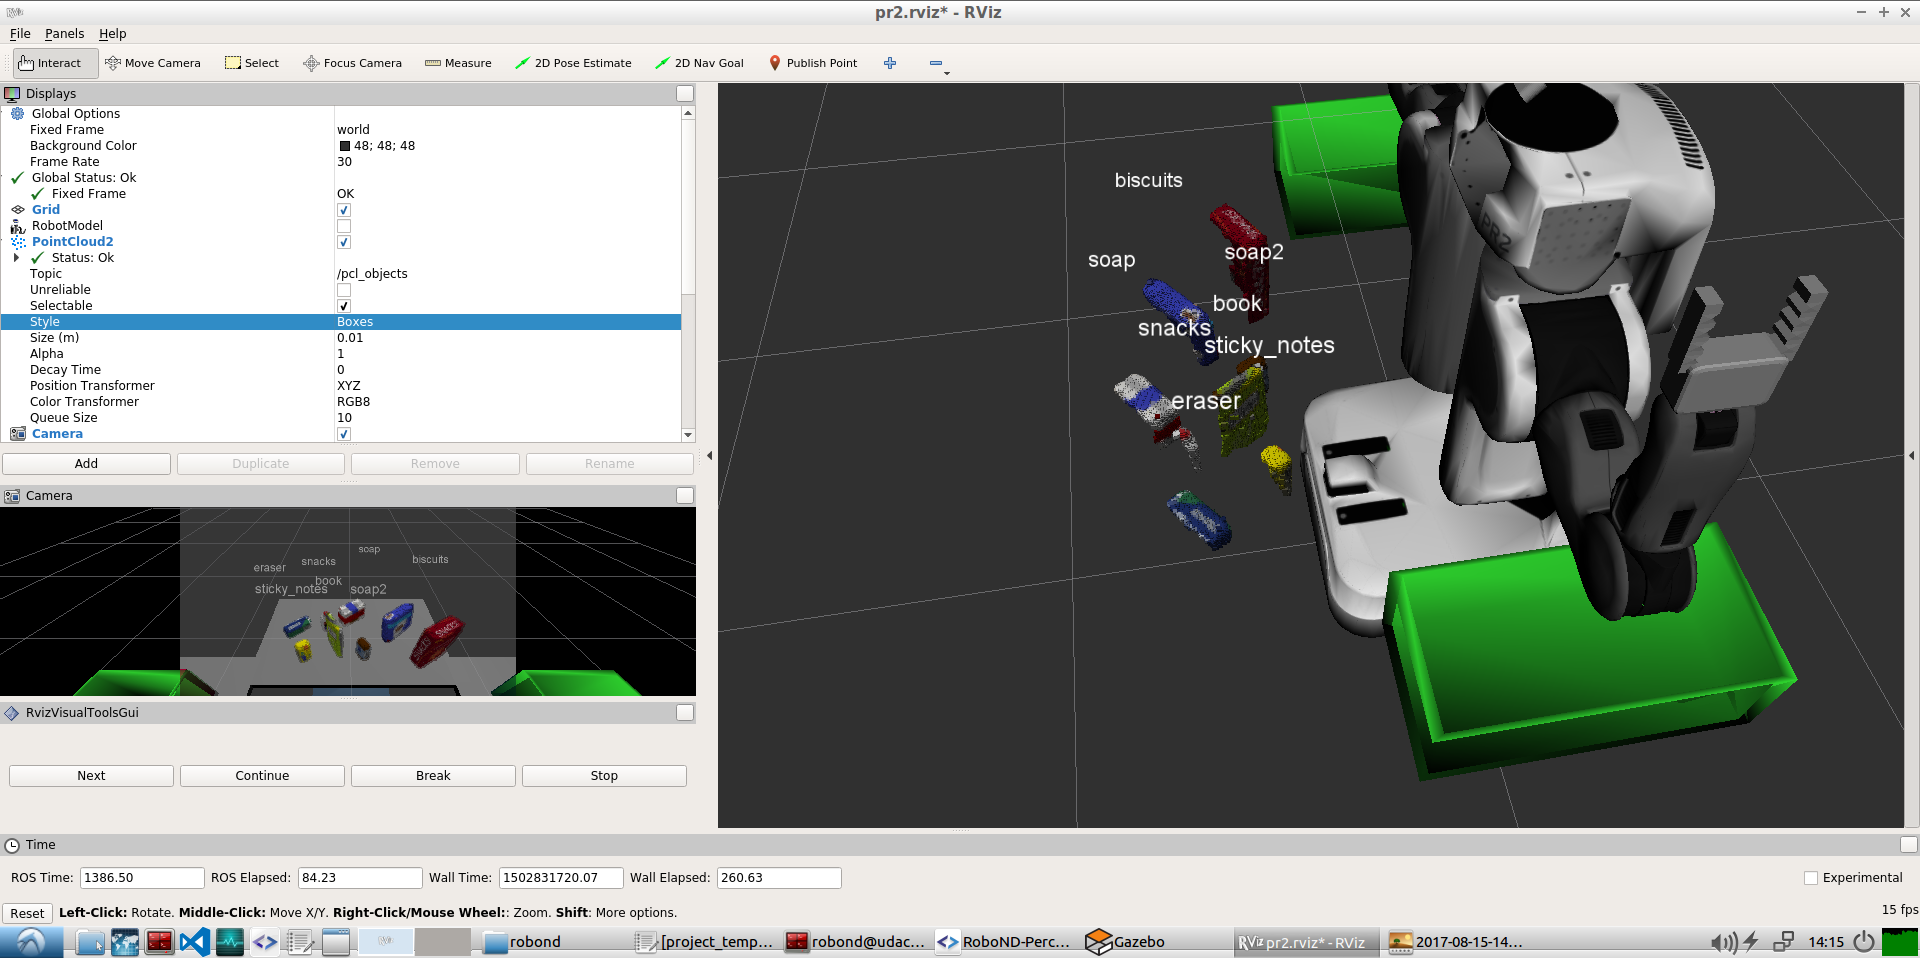 pr2.rviz* - RViz
File Panels Help
Interact Move Camera Select Focus Camera Measure 2D Pose Estimate 2D Nav Goal Publish Point
Displays
Global Options
Fixed Frame world
Background Color 48; 48; 48
Frame Rate 30
Global Status: Ok
Fixed Frame OK
Grid
RobotModel
PointCloud2
Status: Ok
Topic /pcl_objects
Unreliable
Selectable
Style Boxes
Size (m) 0.01
Alpha 1
Decay Time 0
Position Transformer XYZ
Color Transformer RGB8
Queue Size 10
Camera
Add Duplicate Remove Rename
Camera
soap
snacks biscuits
eraser
book
sticky_notes soap2
SNACKS
SNACKS
RvizVisualToolsGui
Next Continue Break Stop
biscuits
soap2
soap
book
snacks
sticky_notes
eraser
PR2
Time
ROS Time: 1386.50 ROS Elapsed: 84.23 Wall Time: 1502831720.07 Wall Elapsed: 260.63 Experimental
Reset Left-Click: Rotate. Middle-Click: Move X/Y. Right-Click/Mouse Wheel:: Zoom. Shift: More options. 15 fps
robond [project_temp... robond@udac... RoboND-Perc... Gazebo RViz pr2.rviz* - RViz 2017-08-15-14... 14:15